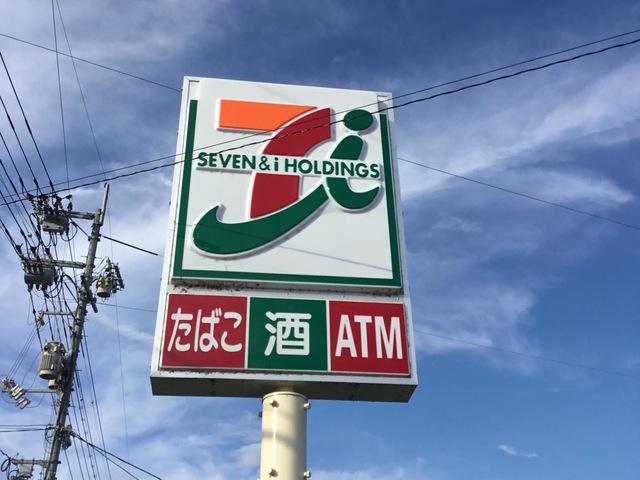 SEVEN & i HOLDINGS
たばこ 酒 ATM